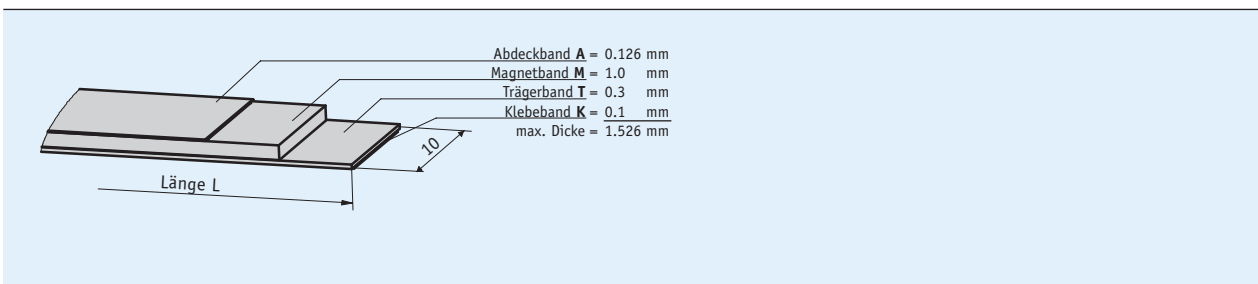 Abdeckband A = 0.126 mm
Magnetband M = 1.0 mm
Trägerband T = 0.3 mm
Klebeband K = 0.1 mm
max. Dicke = 1.526 mm
10
Länge L